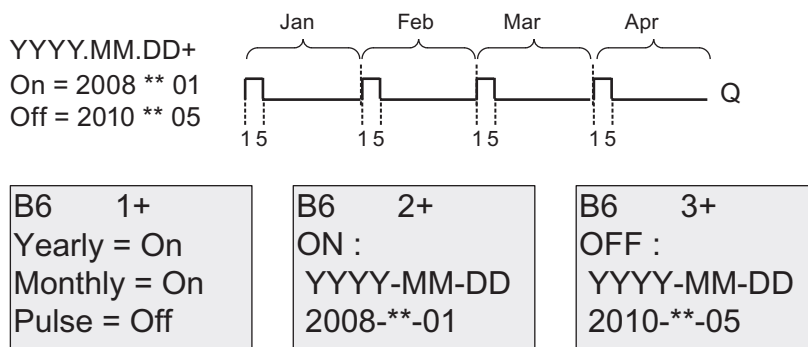 Jan Feb Mar Apr
YYYY.MM.DD+
On = 2008 ** 01
Off = 2010 ** 05
Q
1 5 1 5 1 5 1 5
B6 1+
Yearly = On
Monthly = On
Pulse = Off
B6 2+
ON :
YYYY-MM-DD
2008-**-01
B6 3+
OFF :
YYYY-MM-DD
2010-**-05